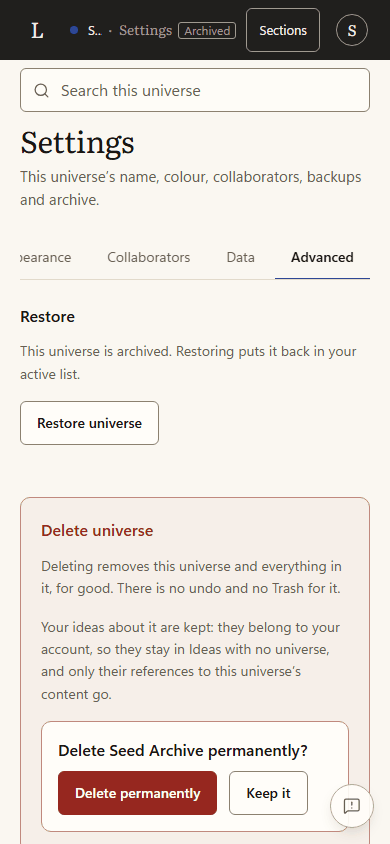 L
S.. · Settings Archived
Sections
S
Search this universe
Settings
This universe’s name, colour, collaborators, backups
and archive.
pearance Collaborators Data Advanced
Restore
This universe is archived. Restoring puts it back in your
active list.
Restore universe
Delete universe
Deleting removes this universe and everything in
it, for good. There is no undo and no Trash for it.
Your ideas about it are kept: they belong to your
account, so they stay in Ideas with no universe,
and only their references to this universe’s
content go.
Delete Seed Archive permanently?
Delete permanently
Keep it